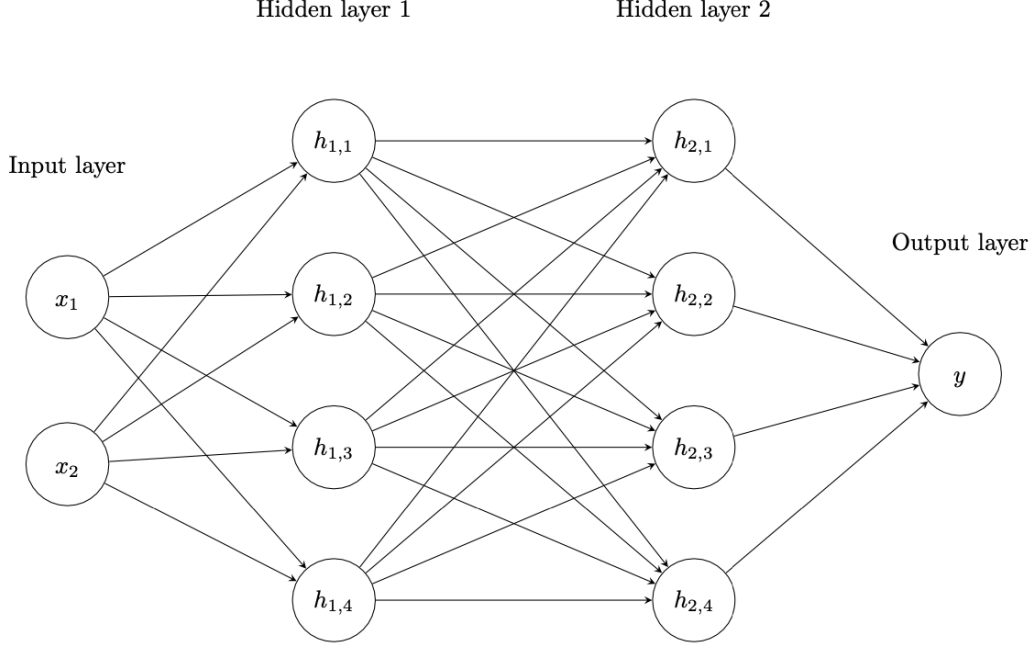 Hidden layer 1
Hidden layer 2
Input layer
Output layer
x₁
x₂
h₁,₁
h₁,₂
h₁,₃
h₁,₄
h₂,₁
h₂,₂
h₂,₃
h₂,₄
y